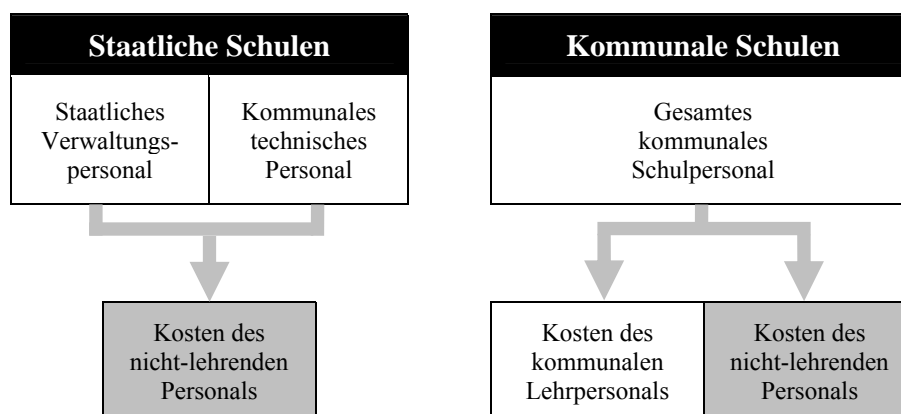 Staatliche Schulen
Staatliches
Verwaltungs-
personal
Kommunales
technisches
Personal
Kosten des
nicht-lehrenden
Personals
Kommunale Schulen
Gesamtes
kommunales
Schulpersonal
Kosten des
kommunalen
Lehrpersonals
Kosten des
nicht-lehrenden
Personals